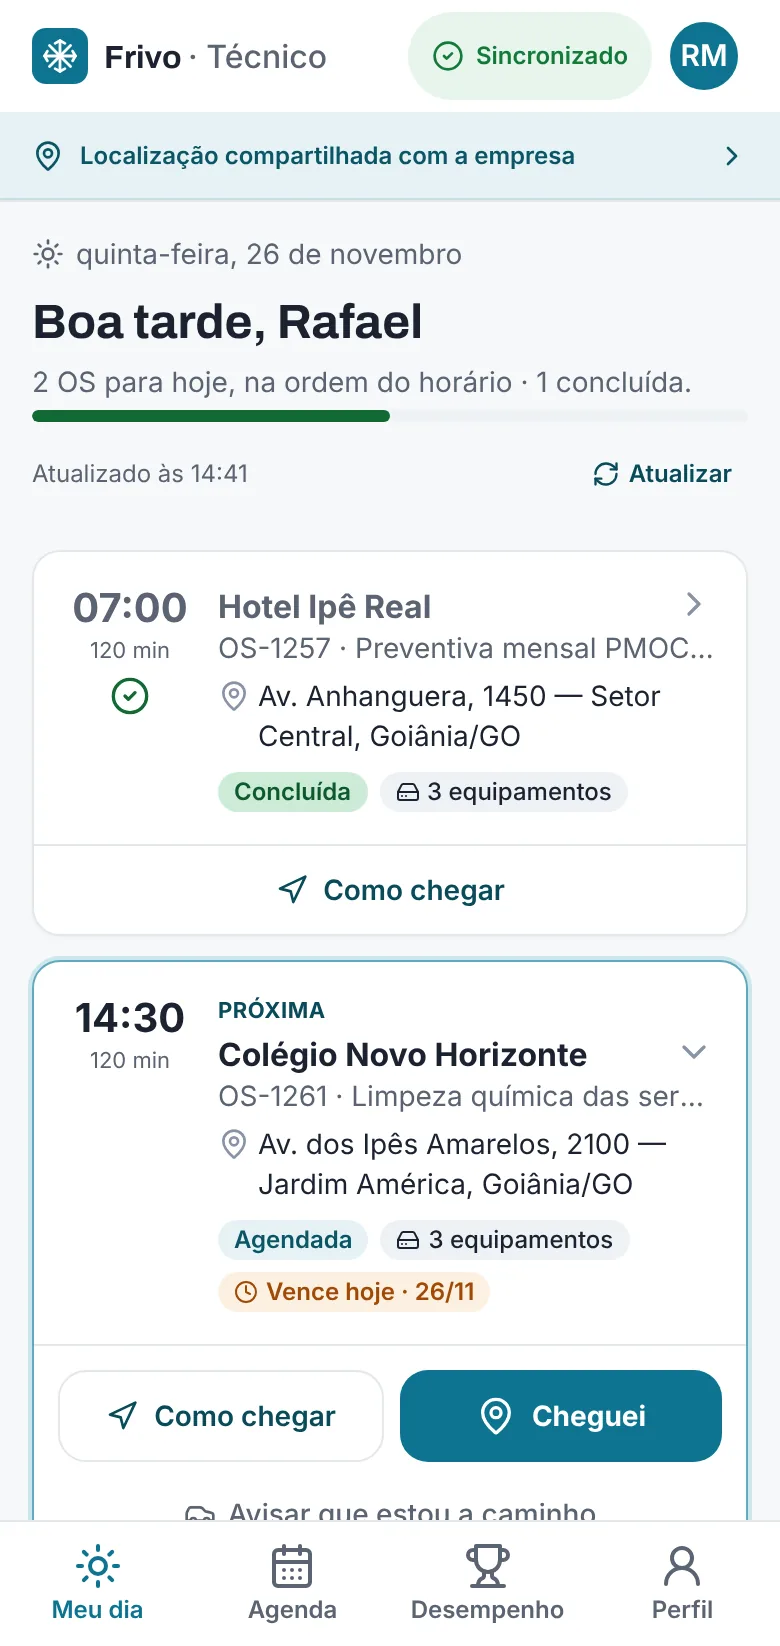 Frivo · Técnico
Sincronizado
RM
Localização compartilhada com a empresa
quinta-feira, 26 de novembro
Boa tarde, Rafael
2 OS para hoje, na ordem do horário · 1 concluída.
Atualizado às 14:41
Atualizar
07:00
120 min
Hotel Ipê Real
OS-1257 · Preventiva mensal PMOC...
Av. Anhanguera, 1450 — Setor
Central, Goiânia/GO
Concluída
3 equipamentos
Como chegar
14:30
120 min
PRÓXIMA
Colégio Novo Horizonte
OS-1261 · Limpeza química das ser...
Av. dos Ipês Amarelos, 2100 —
Jardim América, Goiânia/GO
Agendada
3 equipamentos
Vence hoje · 26/11
Como chegar
Cheguei
Avisar que estou a caminho
Meu dia
Agenda
Desempenho
Perfil